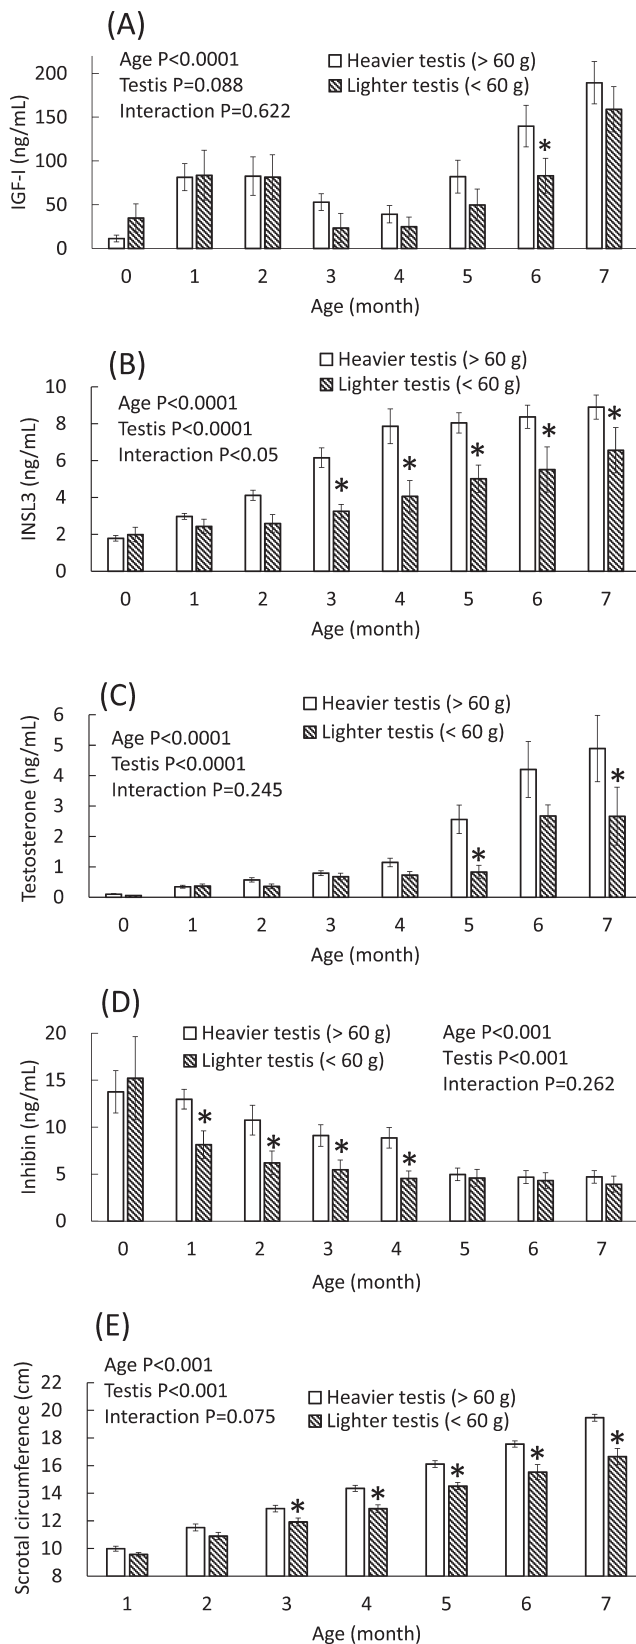 (A)
Age P<0.0001
Testis P=0.088
Interaction P=0.622
Heavier testis (> 60 g)
Lighter testis (< 60 g)
IGF-I (ng/mL)
200
150
100
50
0
*
0 1 2 3 4 5 6 7
Age (month)
(B)
Heavier testis (> 60 g)
Lighter testis (< 60 g)
Age P<0.0001
Testis P<0.0001
Interaction P<0.05
INSL3 (ng/mL)
10
8
6
4
2
0
* * * * *
0 1 2 3 4 5 6 7
Age (month)
(C)
Heavier testis (> 60 g)
Lighter testis (< 60 g)
Age P<0.0001
Testis P<0.0001
Interaction P=0.245
Testosterone (ng/mL)
6
5
4
3
2
1
0
* *
0 1 2 3 4 5 6 7
Age (month)
(D)
Heavier testis (> 60 g)
Lighter testis (< 60 g)
Age P<0.001
Testis P<0.001
Interaction P=0.262
Inhibin (ng/mL)
20
15
10
5
0
* * * *
0 1 2 3 4 5 6 7
Age (month)
(E)
Age P<0.001
Testis P<0.001
Interaction P=0.075
Heavier testis (> 60 g)
Lighter testis (< 60 g)
Scrotal circumference (cm)
22
20
18
16
14
12
10
8
* * * * *
1 2 3 4 5 6 7
Age (month)